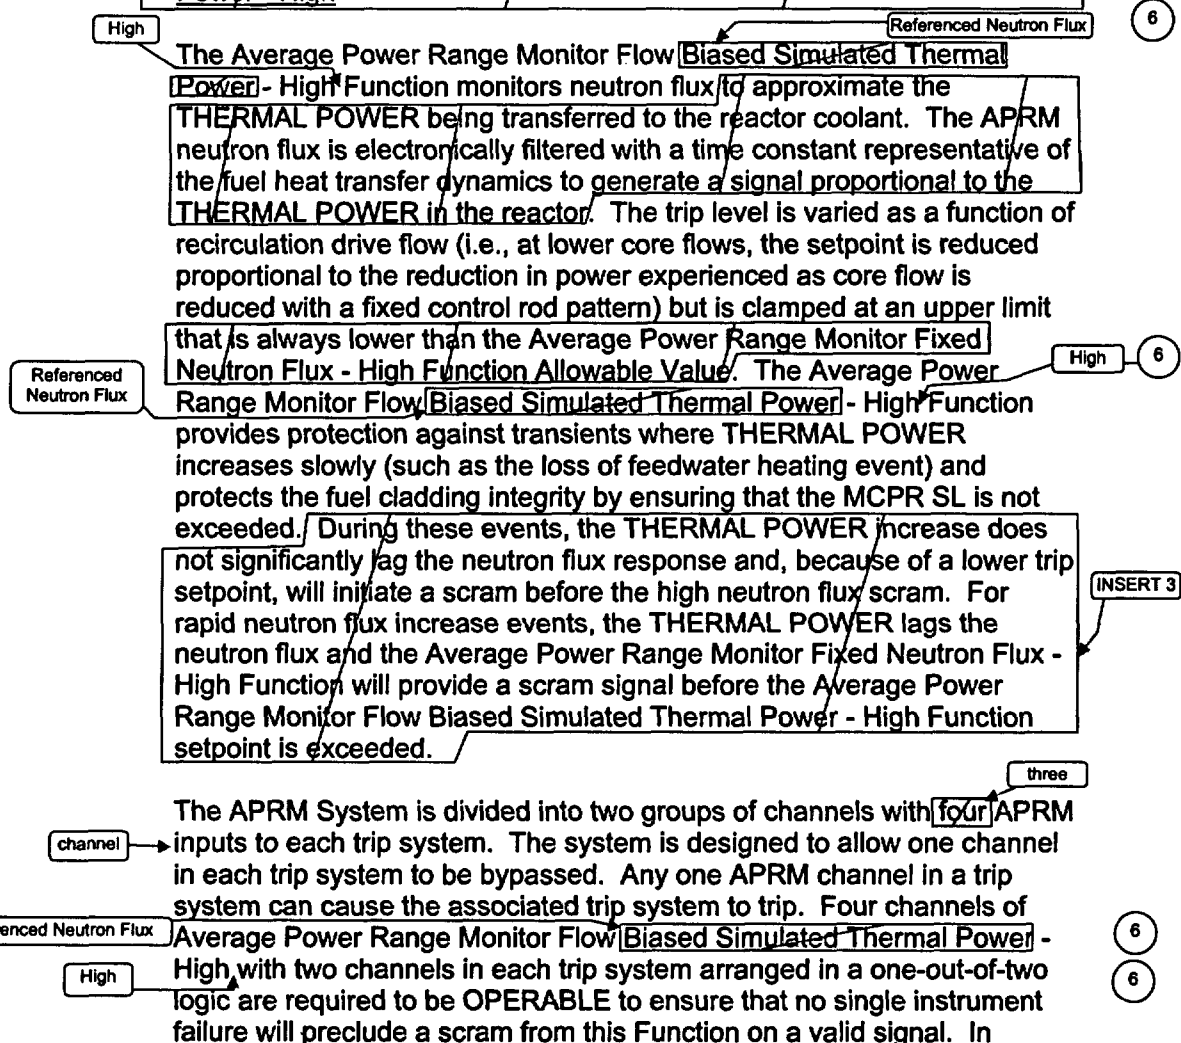 Power - High
High
Referenced Neutron Flux
6
The Average Power Range Monitor Flow Biased Simulated Thermal
Power - High Function monitors neutron flux to approximate the
THERMAL POWER being transferred to the reactor coolant. The APRM
neutron flux is electronically filtered with a time constant representative of
the fuel heat transfer dynamics to generate a signal proportional to the
THERMAL POWER in the reactor. The trip level is varied as a function of
recirculation drive flow (i.e., at lower core flows, the setpoint is reduced
proportional to the reduction in power experienced as core flow is
reduced with a fixed control rod pattern) but is clamped at an upper limit
that is always lower than the Average Power Range Monitor Fixed
Neutron Flux - High Function Allowable Value. The Average Power
High
6
Referenced
Neutron Flux
Range Monitor Flow Biased Simulated Thermal Power - High Function
provides protection against transients where THERMAL POWER
increases slowly (such as the loss of feedwater heating event) and
protects the fuel cladding integrity by ensuring that the MCPR SL is not
exceeded. During these events, the THERMAL POWER increase does
not significantly lag the neutron flux response and, because of a lower trip
setpoint, will initiate a scram before the high neutron flux scram. For
INSERT 3
rapid neutron flux increase events, the THERMAL POWER lags the
neutron flux and the Average Power Range Monitor Fixed Neutron Flux -
High Function will provide a scram signal before the Average Power
Range Monitor Flow Biased Simulated Thermal Power - High Function
setpoint is exceeded.
three
The APRM System is divided into two groups of channels with four APRM
channel
inputs to each trip system. The system is designed to allow one channel
in each trip system to be bypassed. Any one APRM channel in a trip
system can cause the associated trip system to trip. Four channels of
enced Neutron Flux
Average Power Range Monitor Flow Biased Simulated Thermal Power -
6
High
High with two channels in each trip system arranged in a one-out-of-two
6
logic are required to be OPERABLE to ensure that no single instrument
failure will preclude a scram from this Function on a valid signal. In